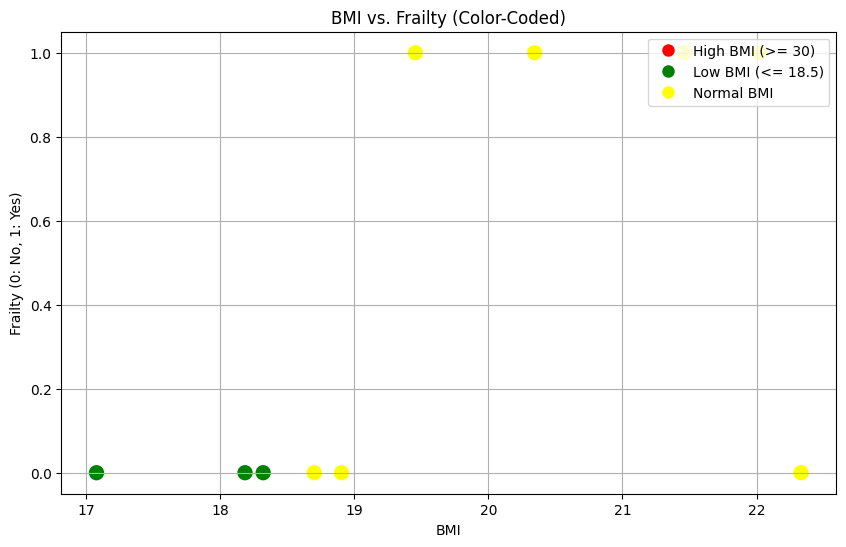 BMI vs. Frailty (Color-Coded)
High BMI (>= 30)
Low BMI (<= 18.5)
Normal BMI
Frailty (0: No, 1: Yes)
1.0
0.8
0.6
0.4
0.2
0.0
17 18 19 20 21 22
BMI